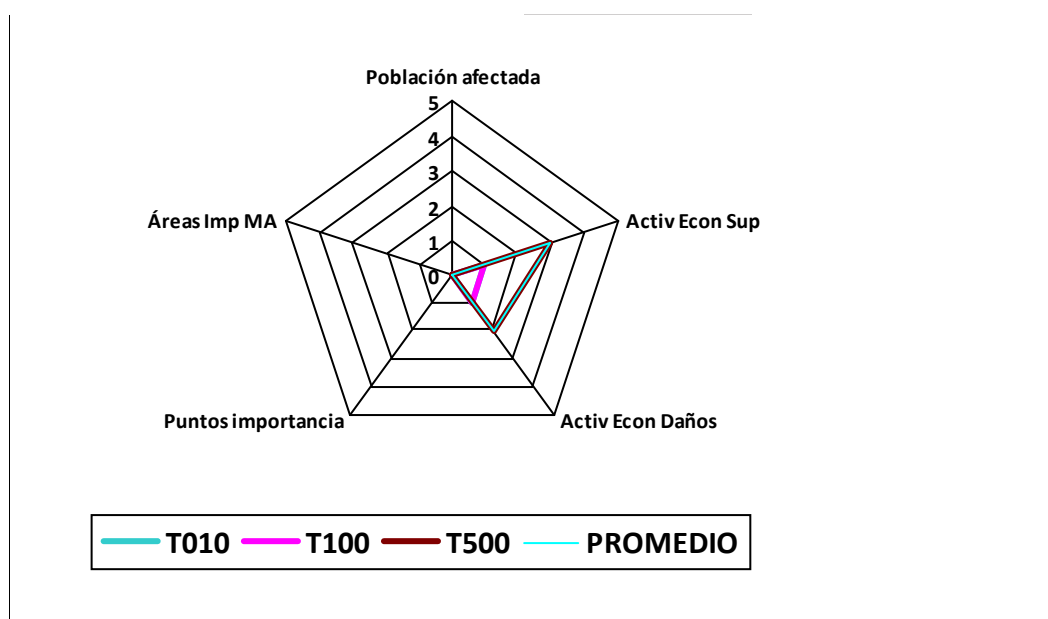 Población afectada
5
4
3
2
1
0
Áreas Imp MA
Activ Econ Sup
Puntos importancia
Activ Econ Daños
T010 T100 T500 PROMEDIO